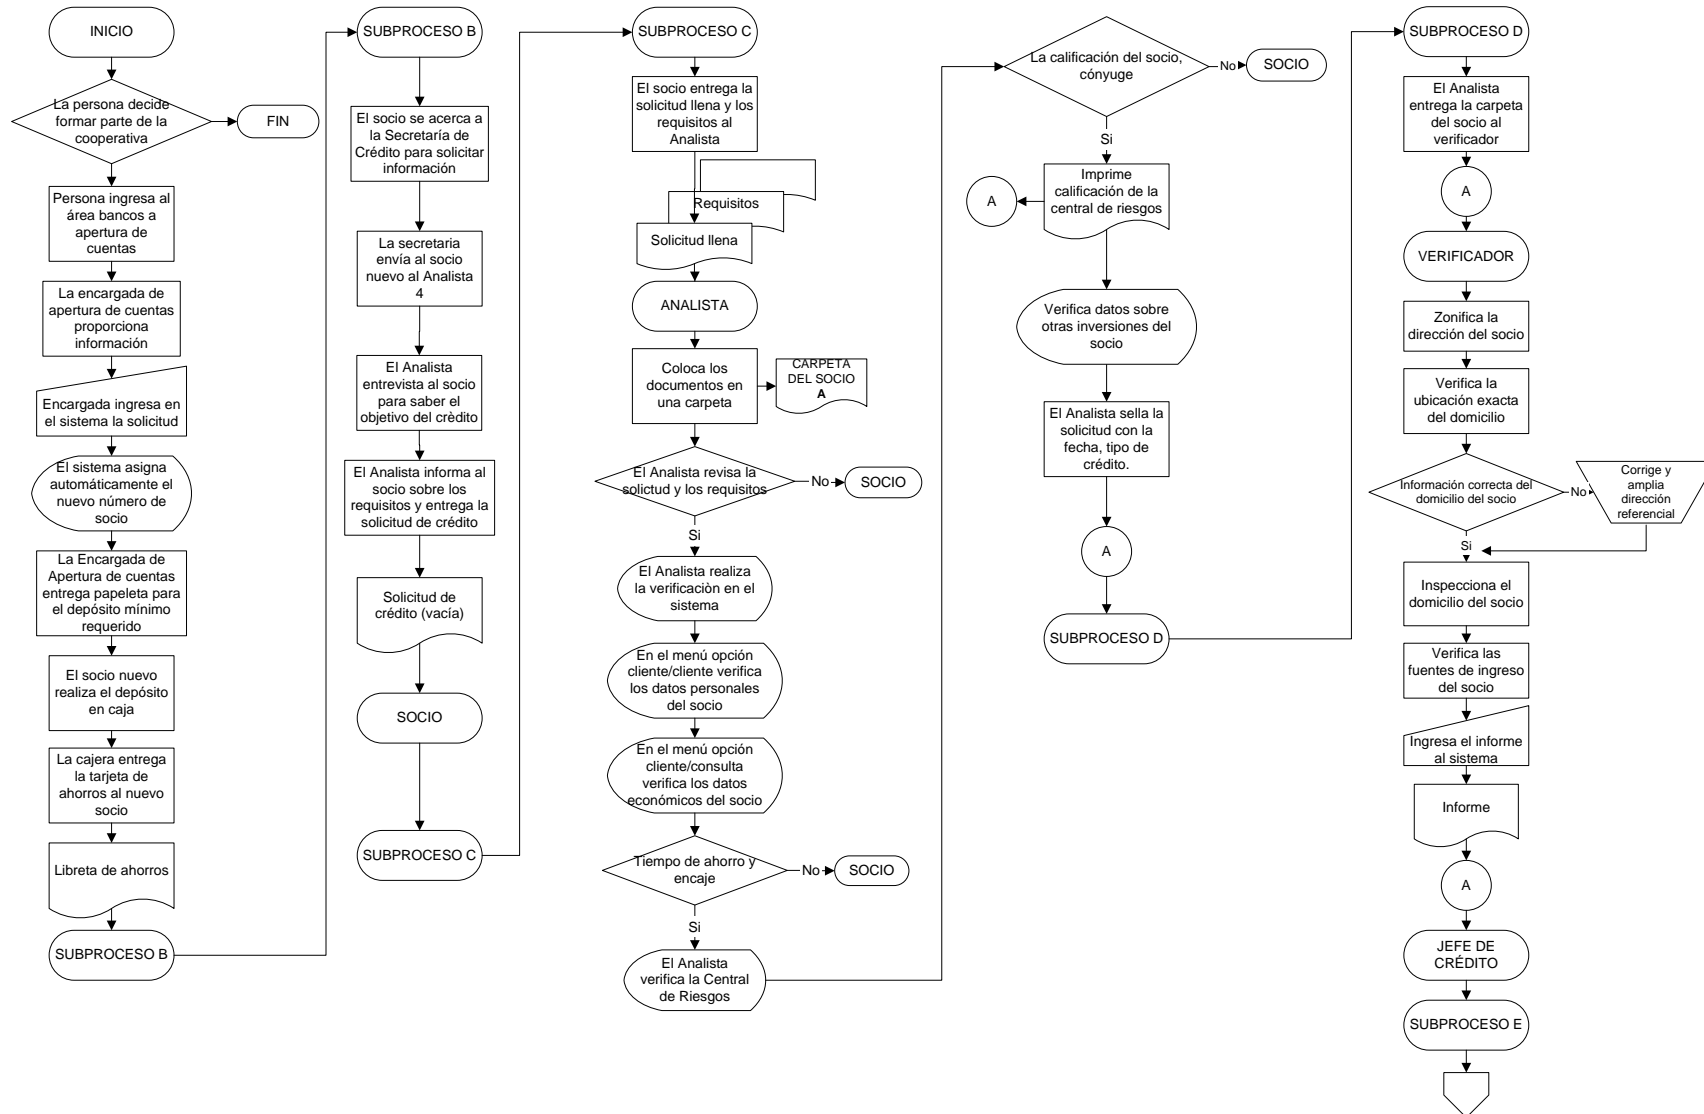 INICIO
La persona decide
formar parte de la
cooperativa
FIN
Persona ingresa al
área bancos a
apertura de
cuentas
La encargada de
apertura de cuentas
proporciona
información
Encargada ingresa en
el sistema la solicitud
El sistema asigna
automáticamente el
nuevo número de
socio
La Encargada de
Apertura de cuentas
entrega papeleta para
el depósito mínimo
requerido
El socio nuevo
realiza el depósito
en caja
La cajera entrega
la tarjeta de
ahorros al nuevo
socio
Libreta de ahorros
SUBPROCESO B
SUBPROCESO B
El socio se acerca a
la Secretaría de
Crédito para solicitar
información
La secretaria
envía al socio
nuevo al Analista
4
El Analista
entrevista al socio
para saber el
objetivo del crèdito
El Analista informa al
socio sobre los
requisitos y entrega la
solicitud de crédito
Solicitud de
crédito (vacía)
SOCIO
SUBPROCESO C
SUBPROCESO C
El socio entrega la
solicitud llena y los
requisitos al
Analista
Requisitos
Solicitud llena
ANALISTA
Coloca los
documentos en
una carpeta
CARPETA
DEL SOCIO
A
El Analista revisa la
solictud y los requisitos
No
SOCIO
Si
El Analista realiza
la verificaciòn en el
sistema
En el menú opción
cliente/cliente verifica
los datos personales
del socio
En el menú opción
cliente/consulta
verifica los datos
económicos del socio
Tiempo de ahorro y
encaje
No
SOCIO
Si
El Analista
verifica la Central
de Riesgos
La calificación del socio,
cónyuge
No
SOCIO
Si
Imprime
calificación de la
central de riesgos
A
Verifica datos sobre
otras inversiones del
socio
El Analista sella la
solicitud con la
fecha, tipo de
crédito.
A
SUBPROCESO D
SUBPROCESO D
El Analista
entrega la carpeta
del socio al
verificador
A
VERIFICADOR
Zonifica la
dirección del socio
Verifica la
ubicación exacta
del domicilio
Información correcta del
domicilio del socio
No
Corrige y
amplia
dirección
referencial
Si
Inspecciona el
domicilio del socio
Verifica las
fuentes de ingreso
del socio
Ingresa el informe
al sistema
Informe
A
JEFE DE
CRÉDITO
SUBPROCESO E